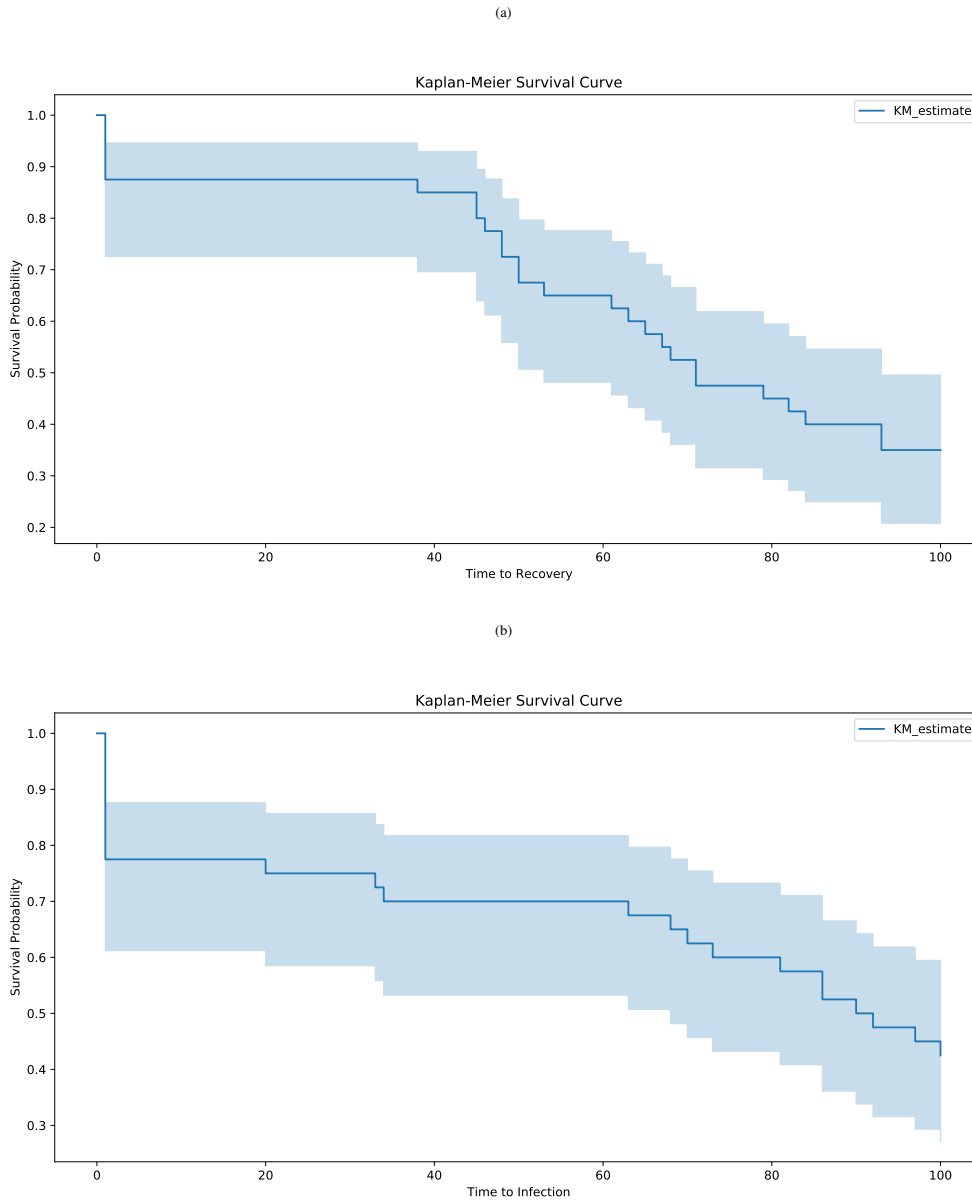 (a)
Kaplan-Meier Survival Curve
KM_estimate
1.0
0.9
0.8
0.7
0.6
0.5
0.4
0.3
0.2
Survival Probability
0 20 40 60 80 100
Time to Recovery
(b)
Kaplan-Meier Survival Curve
KM_estimate
1.0
0.9
0.8
0.7
0.6
0.5
0.4
0.3
Survival Probability
0 20 40 60 80 100
Time to Infection